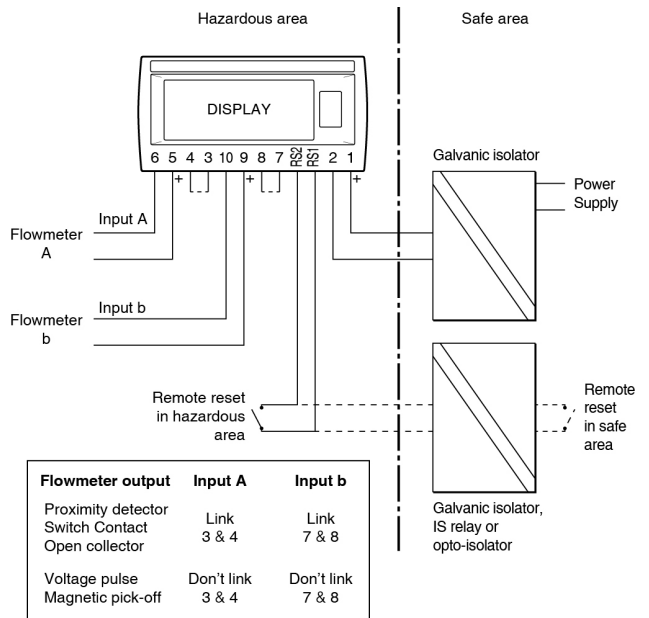 Hazardous area
Safe area
DISPLAY
6 5 4 3 10 9 8 7 RS2 RS1 2 1
+ + +
Galvanic isolator
Power
Supply
Input A
Flowmeter
A
Input b
Flowmeter
b
Remote reset
in hazardous
area
Remote
reset
in safe
area
Galvanic isolator,
IS relay or
opto-isolator
Flowmeter output Input A Input b
Proximity detector
Switch Contact
Open collector
Link
3 & 4
Link
7 & 8
Voltage pulse
Magnetic pick-off
Don't link
3 & 4
Don't link
7 & 8